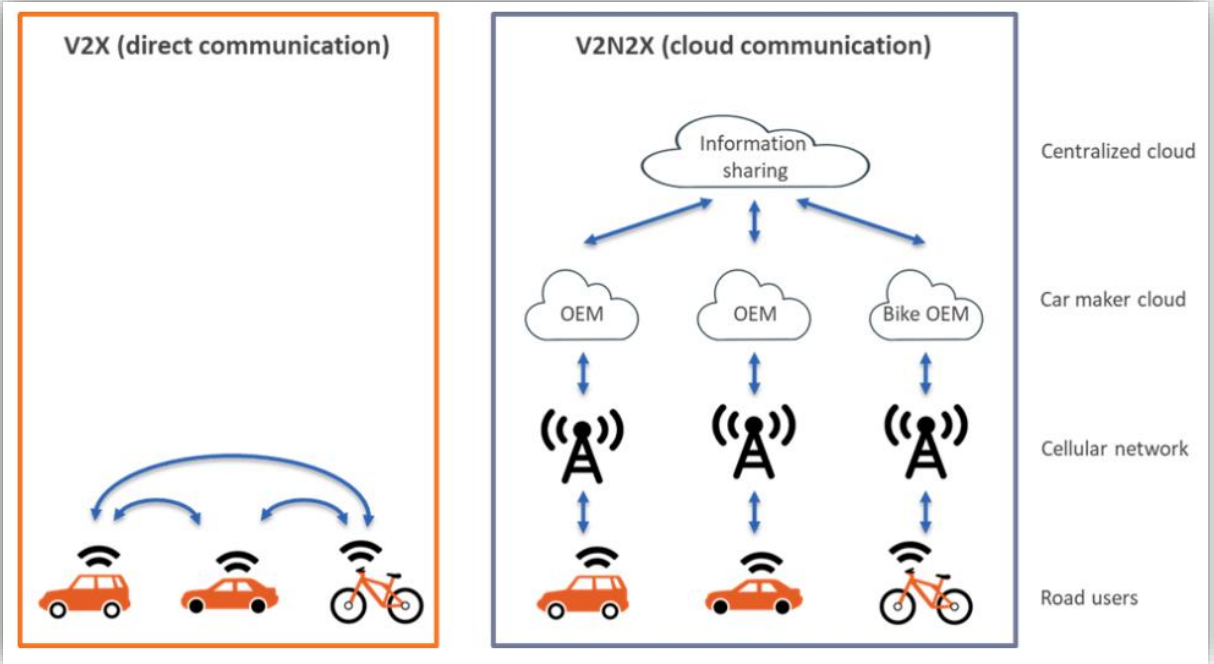 V2X (direct communication)
V2N2X (cloud communication)
Information
sharing
Centralized cloud
OEM
OEM
Bike OEM
Car maker cloud
Cellular network
Road users